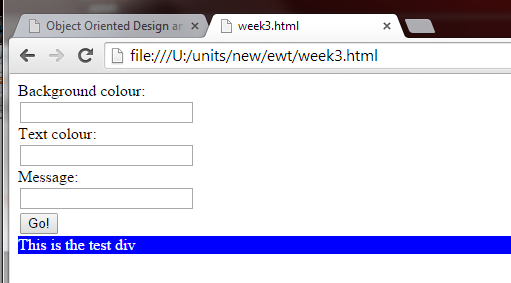 Object Oriented Design an
week3.html
file:///U:/units/new/ewt/week3.html
Background colour:
Text colour:
Message:
Go!
This is the test div